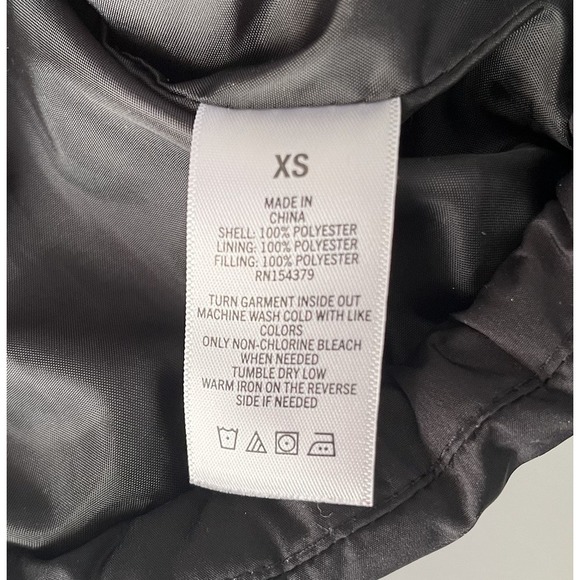 XS
MADE IN
CHINA
SHELL: 100% POLYESTER
LINING: 100% POLYESTER
FILLING: 100% POLYESTER
RN154379
TURN GARMENT INSIDE OUT
MACHINE WASH COLD WITH LIKE
COLORS
ONLY NON-CHLORINE BLEACH
WHEN NEEDED
TUMBLE DRY LOW
WARM IRON ON THE REVERSE
SIDE IF NEEDED